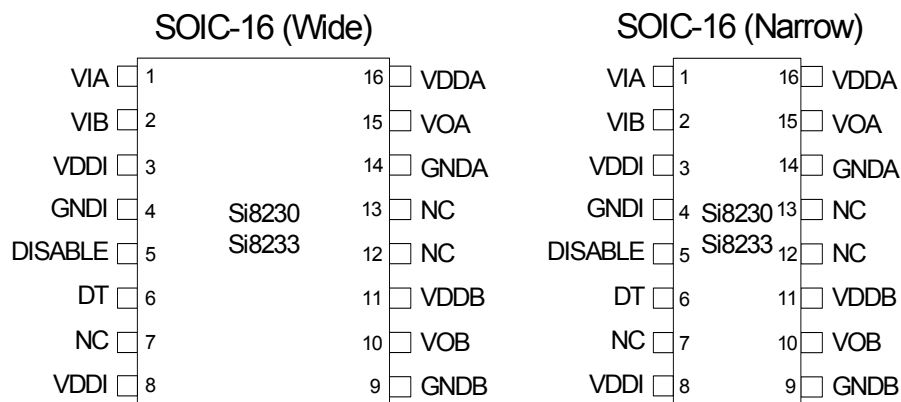 SOIC-16 (Wide)
VIA 1 16 VDDA
VIB 2 15 VOA
VDDI 3 14 GNDA
GNDI 4 Si8230 13 NC
Si8233
DISABLE 5 12 NC
DT 6 11 VDDB
NC 7 10 VOB
VDDI 8 9 GNDB
SOIC-16 (Narrow)
VIA 1 16 VDDA
VIB 2 15 VOA
VDDI 3 14 GNDA
GNDI 4 Si8230 13 NC
DISABLE 5 Si8233 12 NC
DT 6 11 VDDB
NC 7 10 VOB
VDDI 8 9 GNDB